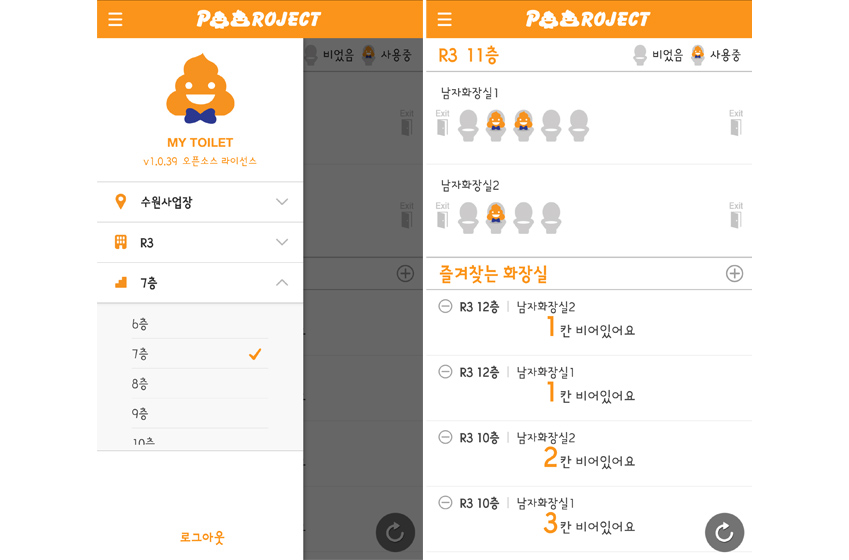 POOROJECT
MY TOILET
v1.0.39 오픈소스 라이선스
수원사업장
R3
7층
6층
7층
8층
9층
10층
로그아웃
비었음
사용중
Exit
Exit
POOROJECT
R3 11층
비었음
사용중
남자화장실1
Exit
Exit
남자화장실2
Exit
Exit
즐겨찾는 화장실
R3 12층 | 남자화장실2
1 칸 비어있어요
R3 12층 | 남자화장실1
1 칸 비어있어요
R3 10층 | 남자화장실2
2 칸 비어있어요
R3 10층 | 남자화장실1
3 칸 비어있어요